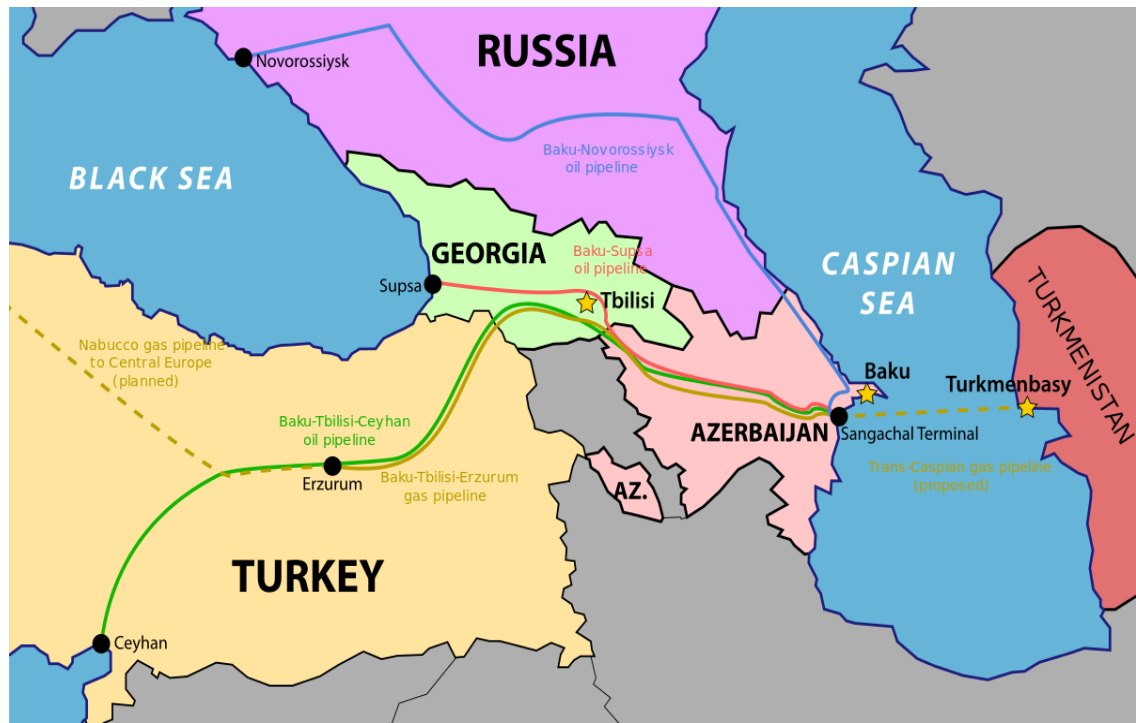 RUSSIA
Novorossiysk
Baku-Novorossiysk
oil pipeline
BLACK SEA
GEORGIA
Baku-Supsa
oil pipeline
CASPIAN
SEA
Supsa
Tbilisi
TURKMENISTAN
Nabucco gas pipeline
to Central Europe
(planned)
Baku
Turkmenbasy
Baku-Tbilisi-Ceyhan
oil pipeline
AZERBAIJAN
Sangachal Terminal
Trans-Caspian gas pipeline
(proposed)
Erzurum
Baku-Tbilisi-Erzurum
gas pipeline
AZ.
TURKEY
Ceyhan